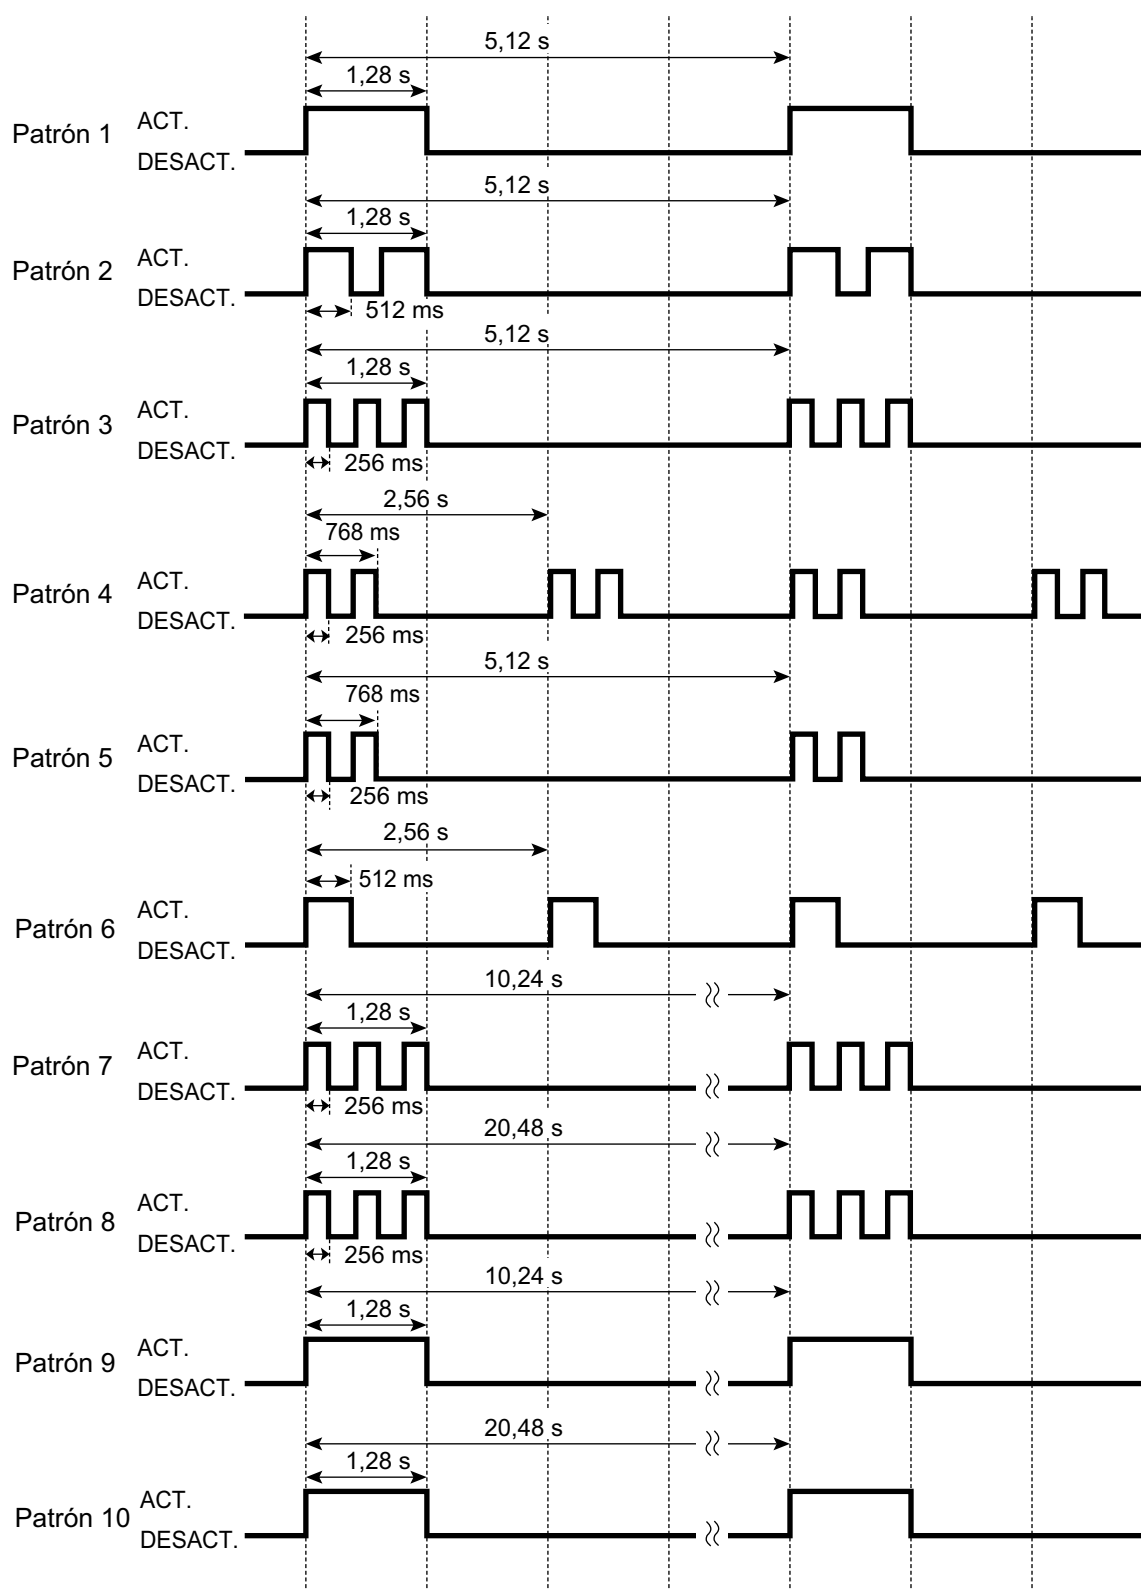 5,12 s
1,28 s
Patrón 1
ACT.
DESACT.
5,12 s
1,28 s
Patrón 2
ACT.
DESACT.
512 ms
5,12 s
1,28 s
Patrón 3
ACT.
DESACT.
256 ms
2,56 s
768 ms
Patrón 4
ACT.
DESACT.
256 ms
5,12 s
768 ms
Patrón 5
ACT.
DESACT.
256 ms
2,56 s
512 ms
Patrón 6
ACT.
DESACT.
10,24 s
1,28 s
Patrón 7
ACT.
DESACT.
256 ms
20,48 s
1,28 s
Patrón 8
ACT.
DESACT.
256 ms
10,24 s
1,28 s
Patrón 9
ACT.
DESACT.
20,48 s
1,28 s
Patrón 10
ACT.
DESACT.